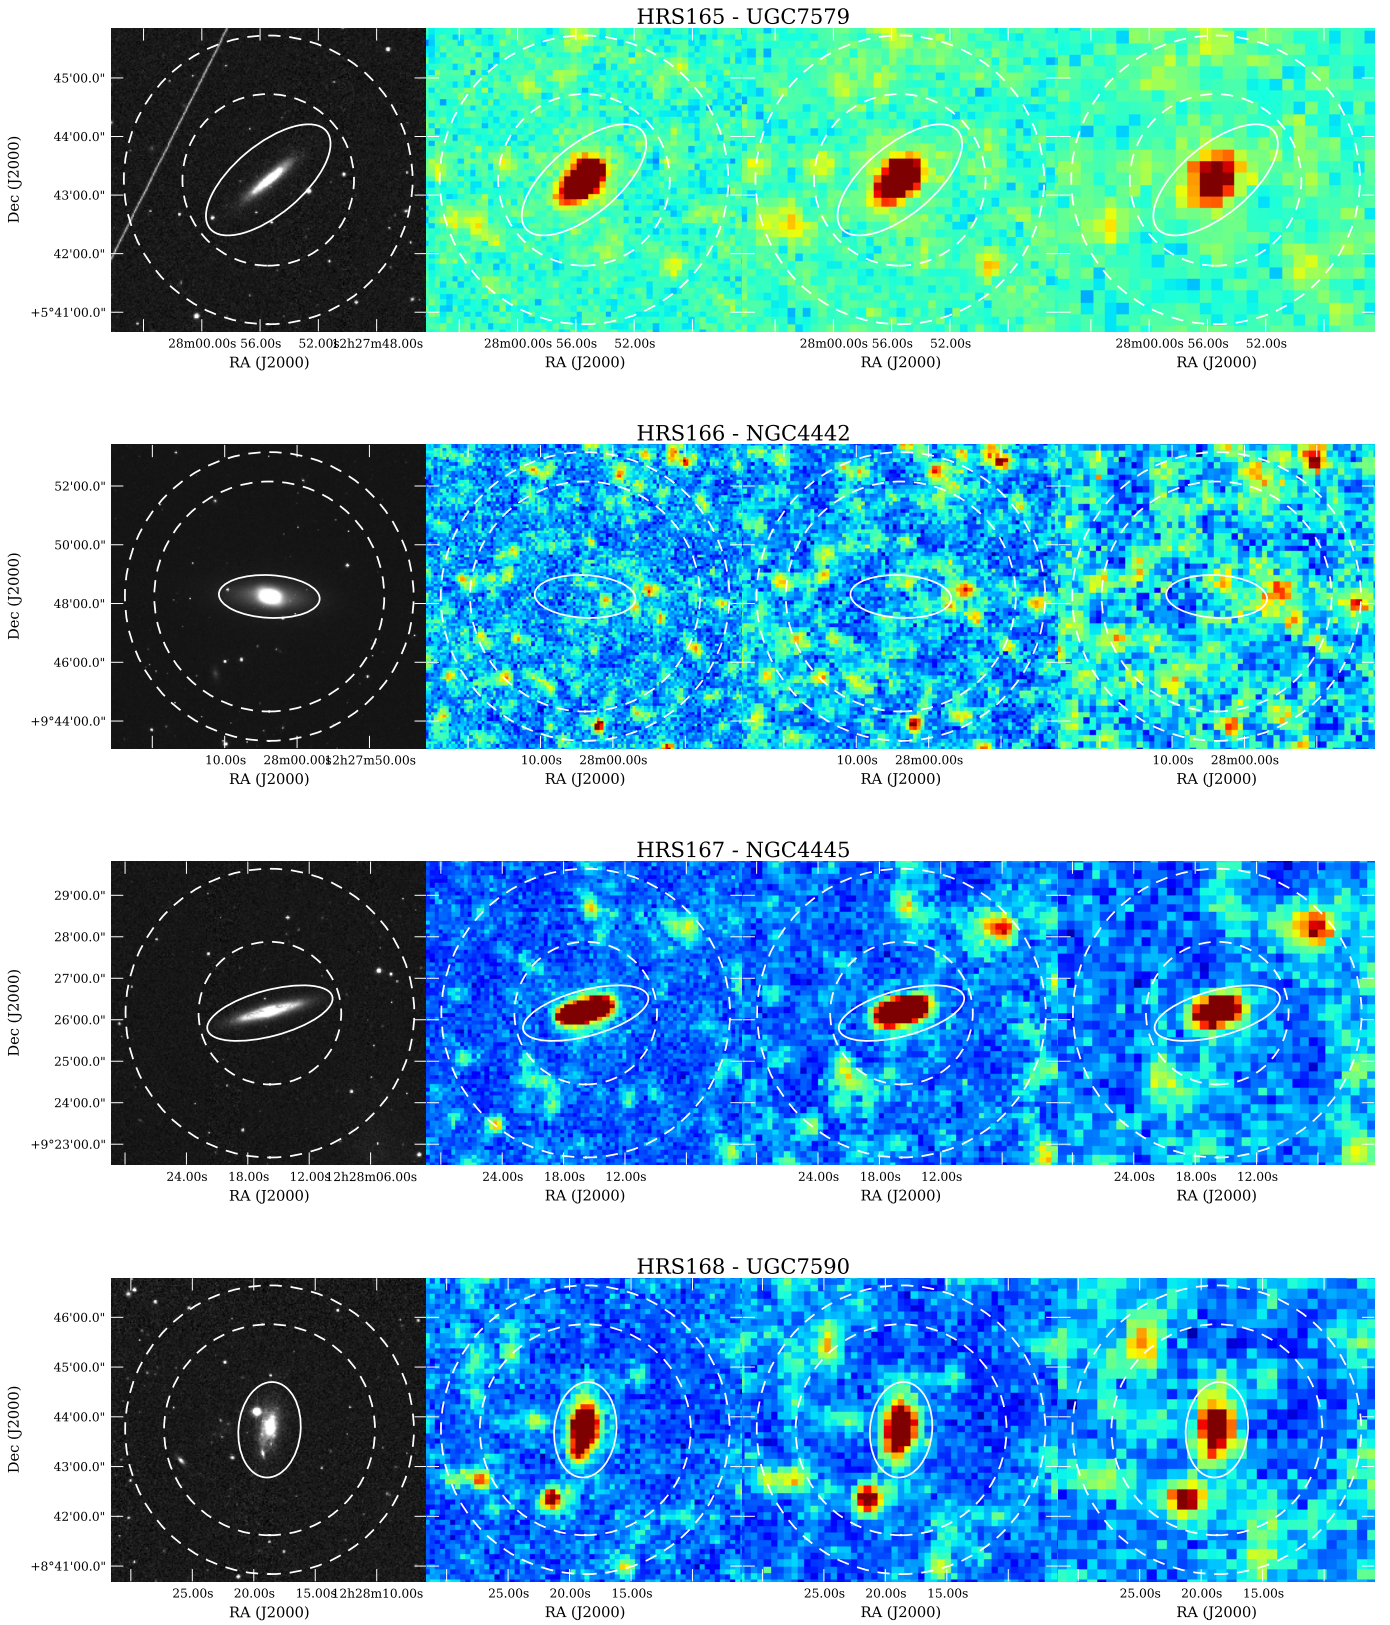 HRS165 - UGC7579
45'00.0"
44'00.0"
43'00.0"
42'00.0"
+5°41'00.0"
Dec (J2000)
28m00.00s 56.00s 52.00s 12h27m48.00s
28m00.00s 56.00s 52.00s
28m00.00s 56.00s 52.00s
28m00.00s 56.00s 52.00s
RA (J2000) RA (J2000) RA (J2000) RA (J2000)
HRS166 - NGC4442
52'00.0"
50'00.0"
48'00.0"
46'00.0"
+9°44'00.0"
Dec (J2000)
10.00s 28m00.00s 12h27m50.00s
10.00s 28m00.00s
10.00s 28m00.00s
10.00s 28m00.00s
RA (J2000) RA (J2000) RA (J2000) RA (J2000)
HRS167 - NGC4445
29'00.0"
28'00.0"
27'00.0"
26'00.0"
25'00.0"
24'00.0"
+9°23'00.0"
Dec (J2000)
24.00s 18.00s 12.00s 12h28m06.00s
24.00s 18.00s 12.00s
24.00s 18.00s 12.00s
24.00s 18.00s 12.00s
RA (J2000) RA (J2000) RA (J2000) RA (J2000)
HRS168 - UGC7590
46'00.0"
45'00.0"
44'00.0"
43'00.0"
42'00.0"
+8°41'00.0"
Dec (J2000)
25.00s 20.00s 15.00s 12h28m10.00s
25.00s 20.00s 15.00s
25.00s 20.00s 15.00s
25.00s 20.00s 15.00s
RA (J2000) RA (J2000) RA (J2000) RA (J2000)